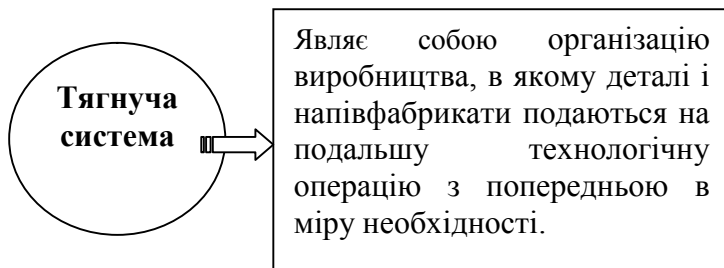 Тягнуча
система
Являє собою організацію
виробництва, в якому деталі і
напівфабрикати подаються на
подальшу технологічну
операцію з попередньою в
міру необхідності.